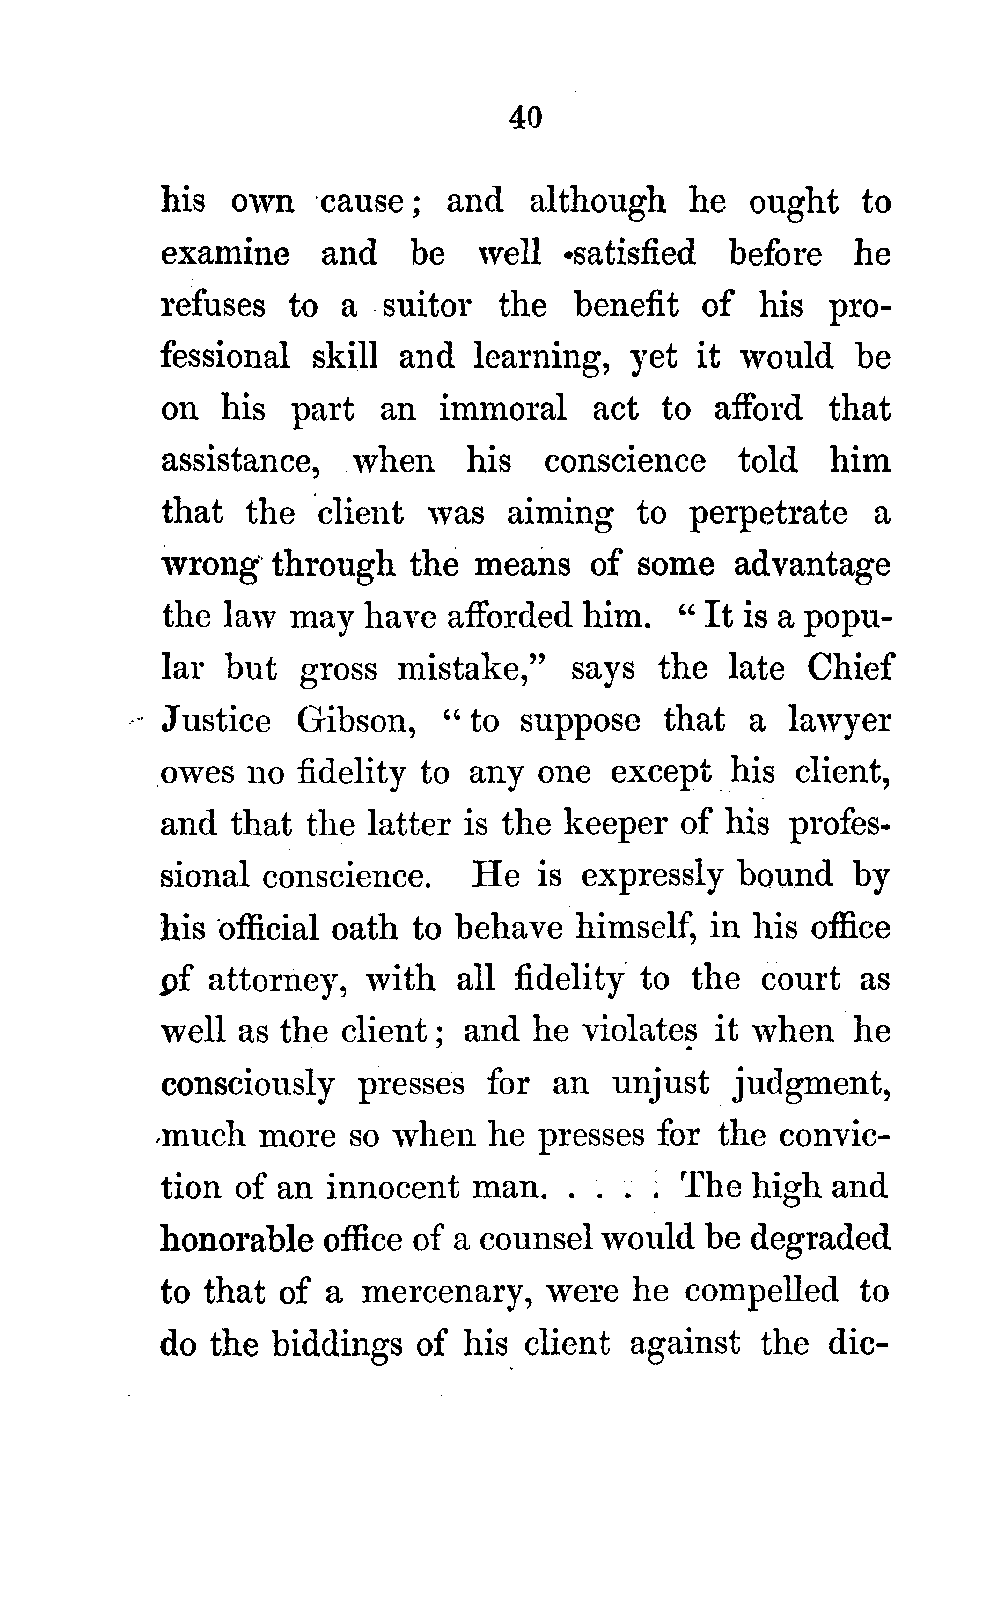 40
his own cause; and although he ought to
examine and be well satisfied before he
refuses to a suitor the benefit of his pro-
fessional skill and learning, yet it would be
on his part an immoral act to afford that
assistance, when his conscience told him
that the client was aiming to perpetrate a
wrong through the means of some advantage
the law may have afforded him. “It is a popu-
lar but gross mistake,” says the late Chief
Justice Gibson, “to suppose that a lawyer
owes no fidelity to any one except his client,
and that the latter is the keeper of his profes-
sional conscience. He is expressly bound by
his official oath to behave himself, in his office
of attorney, with all fidelity to the court as
well as the client; and he violates it when he
consciously presses for an unjust judgment,
much more so when he presses for the convic-
tion of an innocent man. . . . . The high and
honorable office of a counsel would be degraded
to that of a mercenary, were he compelled to
do the biddings of his client against the dic-